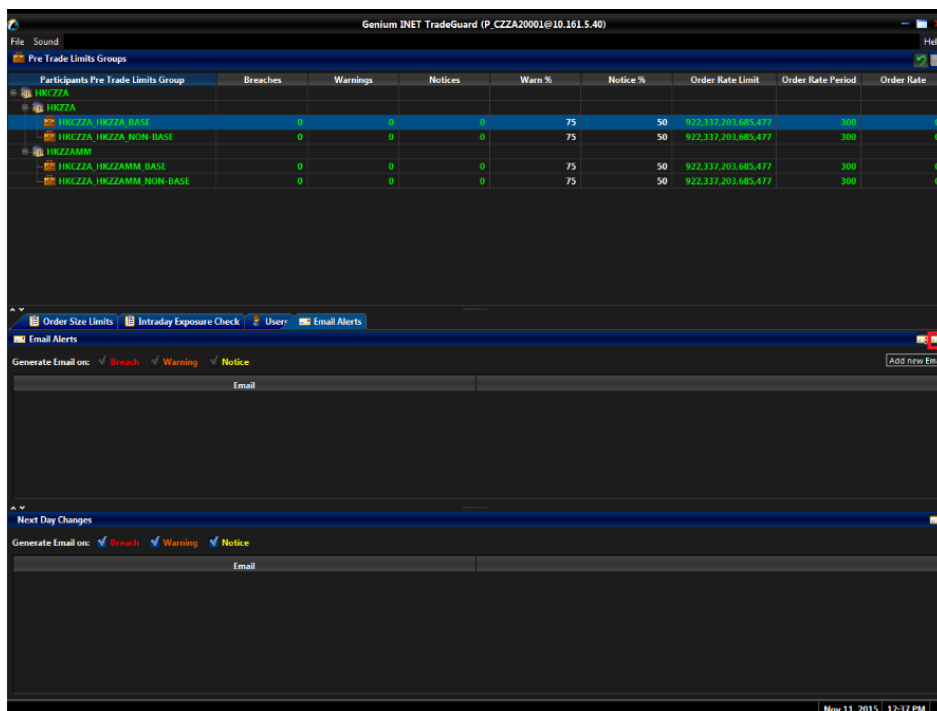 Genium INET TradeGuard (P_CZZA20001@10.161.5.40)
File Sound Hel
Pre Trade Limits Groups
Participants Pre Trade Limits Group Breaches Warnings Notices Warn % Notice % Order Rate Limit Order Rate Period Order Rate
HKCZZA
HKZZA
HKCZZA_HKZZA_BASE 0 0 0 75 50 922,337,203,685,477 300
HKCZZA_HKZZA_NON-BASE 0 0 0 75 50 922,337,203,685,477 300
HKZZAMM
HKCZZA_HKZZAMM_BASE 0 0 0 75 50 922,337,203,685,477 300
HKCZZA_HKZZAMM_NON-BASE 0 0 0 75 50 922,337,203,685,477 300
Order Size Limits Intraday Exposure Check Users Email Alerts
Email Alerts
Generate Email on: Breach Warning Notice Add new Em
Email
Next Day Changes
Generate Email on: Breach Warning Notice
Email
Nov 11, 2015 12:37 PM